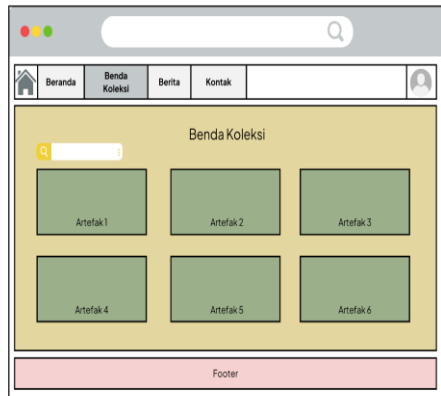 Beranda
Benda
Koleksi
Berita
Kontak
Benda Koleksi
Artefak 1
Artefak 2
Artefak 3
Artefak 4
Artefak 5
Artefak 6
Footer